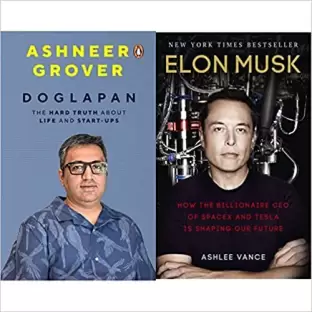 ASHNEER
GROVER
DOGLAPAN
THE HARD TRUTH ABOUT
LIFE AND START-UPS
NEW YORK TIMES BESTSELLER
ELON MUSK
HOW THE BILLIONAIRE CEO
OF SPACEX AND TESLA
IS SHAPING OUR FUTURE
ASHLEE VANCE